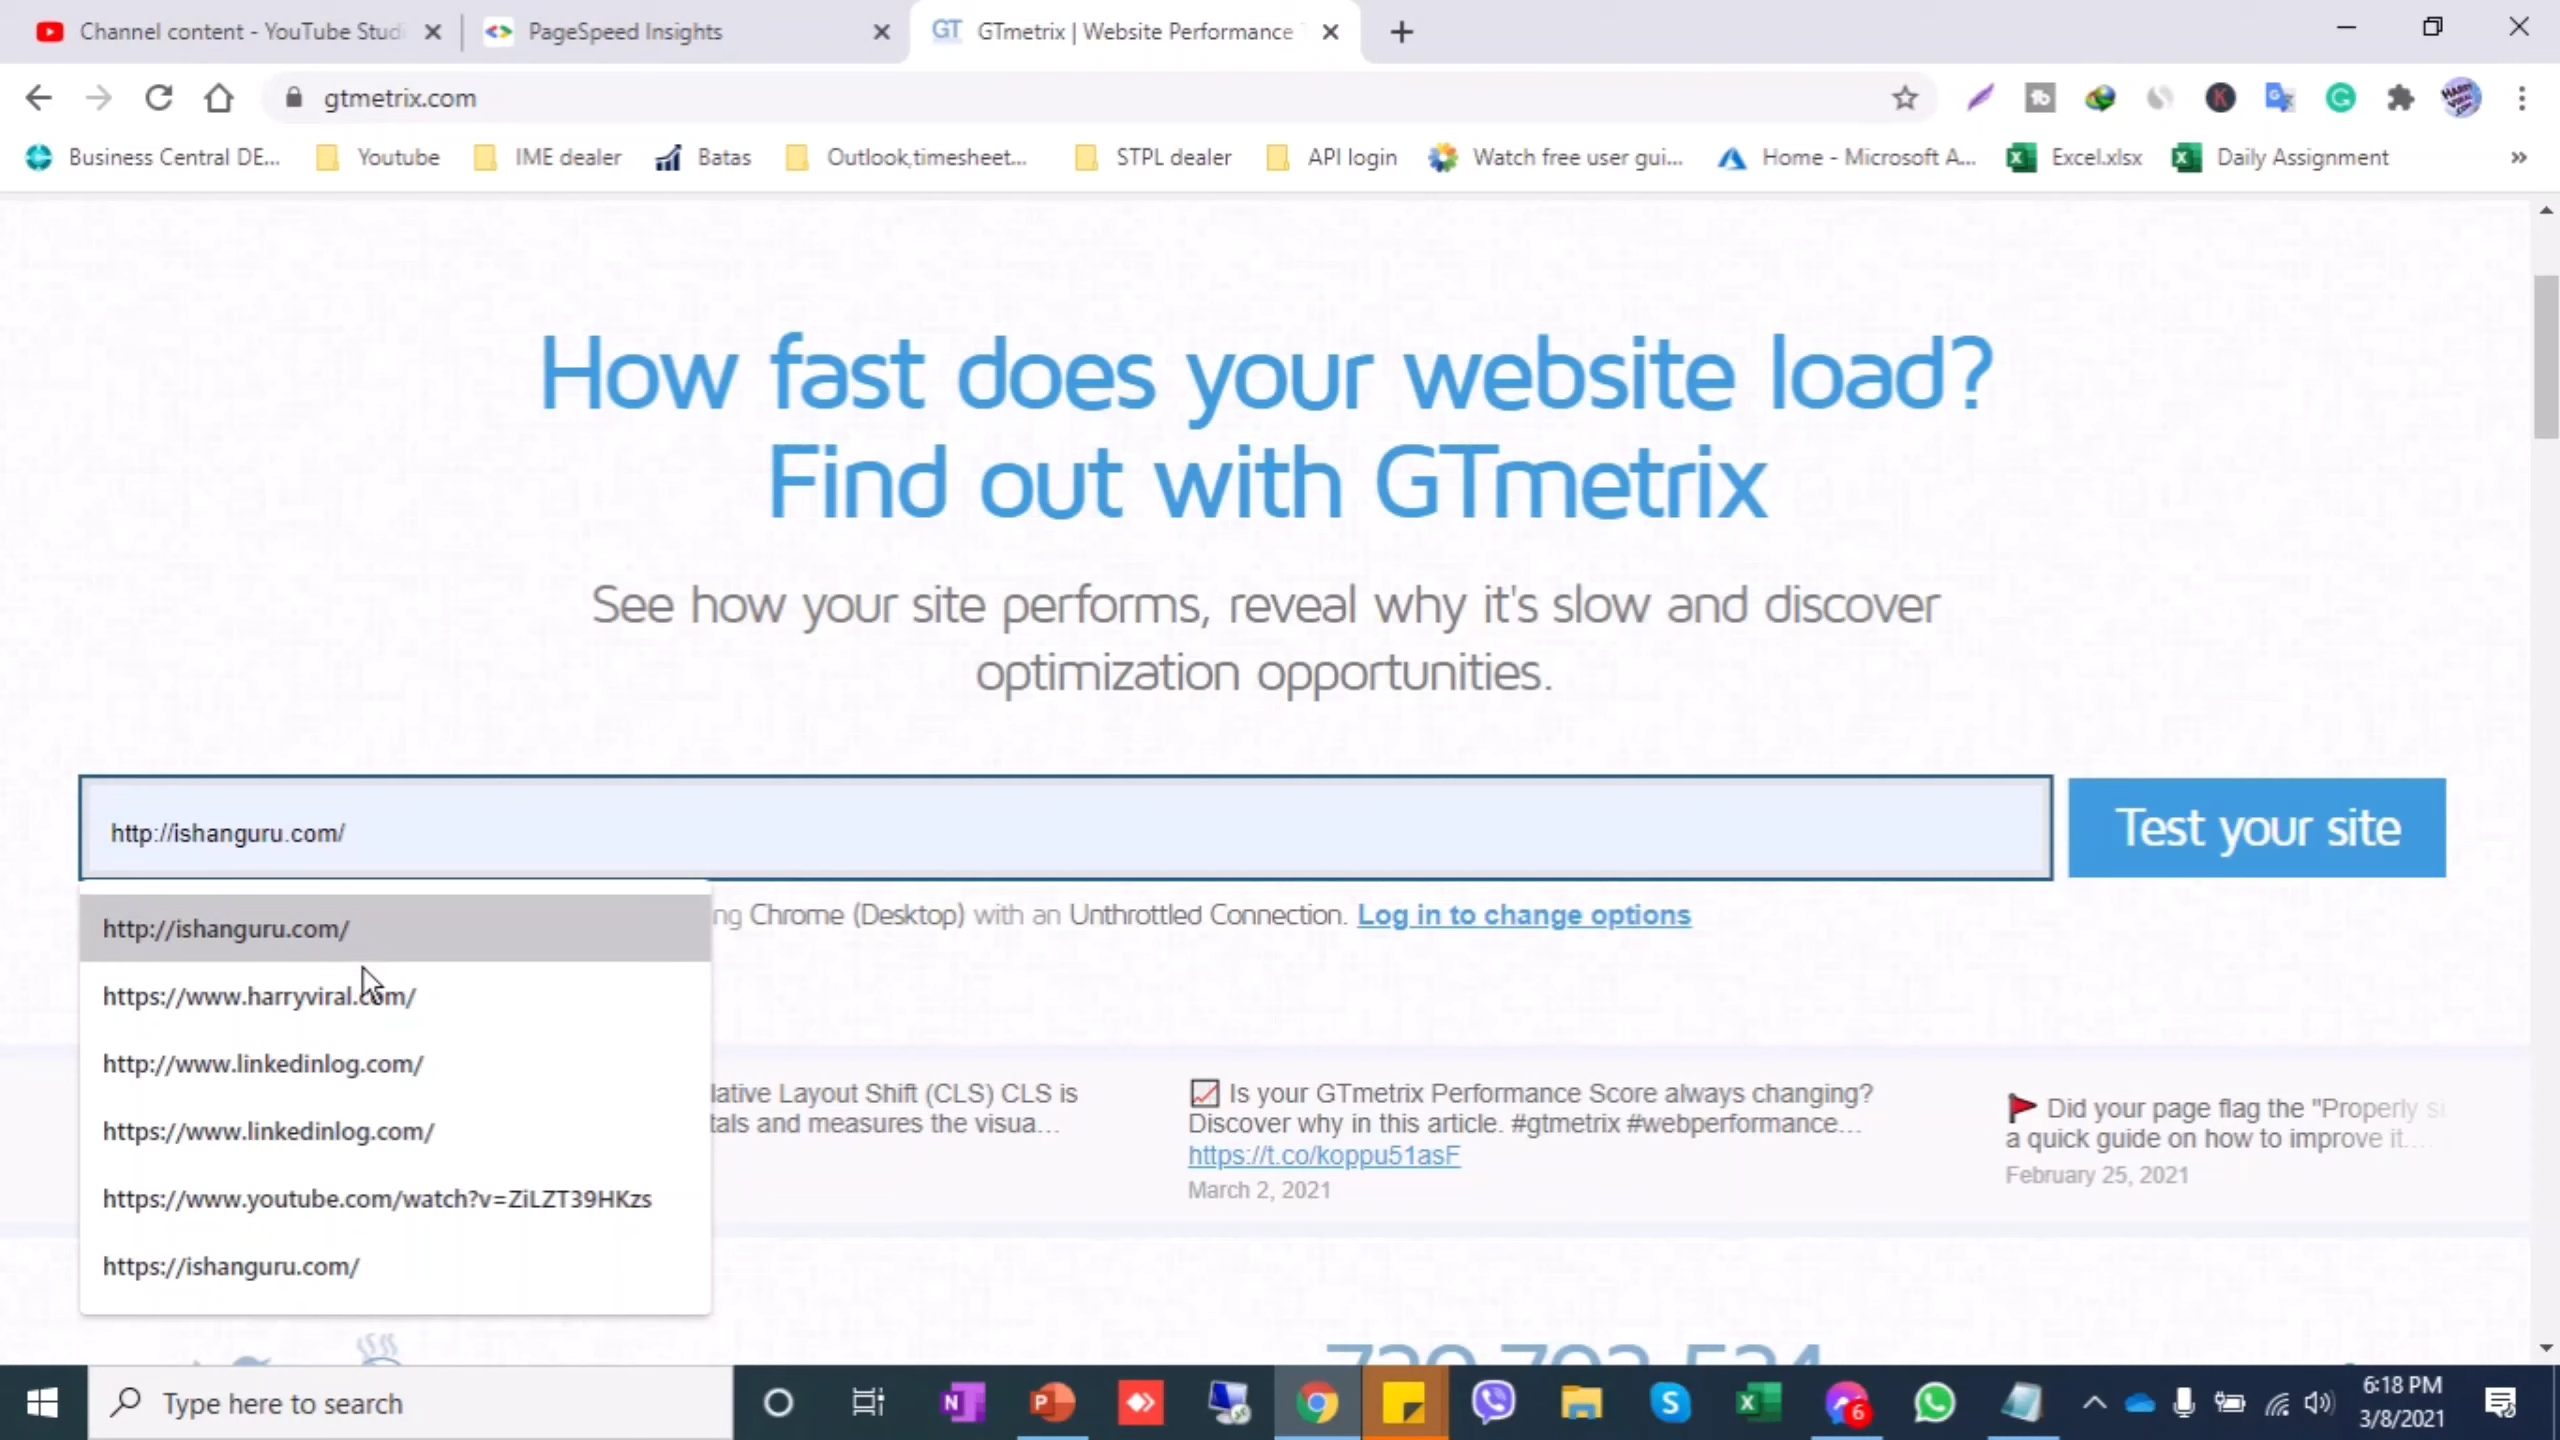 Channel content - YouTube Stud
PageSpeed Insights
GT GTmetrix | Website Performance
gtmetrix.com
Business Central DE...
Youtube
IME dealer
Batas
Outlook,timesheet...
STPL dealer
API login
Watch free user gui...
Home - Microsoft A...
Excel.xlsx
Daily Assignment
How fast does your website load?
Find out with GTmetrix
See how your site performs, reveal why it's slow and discover
optimization opportunities.
http://ishanguru.com/
Test your site
ng Chrome (Desktop) with an Unthrottled Connection. Log in to change options
http://ishanguru.com/
https://www.harryviral.com/
http://www.linkedinlog.com/
https://www.linkedinlog.com/
https://www.youtube.com/watch?v=ZiLZT39HKzs
https://ishanguru.com/
lative Layout Shift (CLS) CLS is
tals and measures the visua...
Is your GTmetrix Performance Score always changing?
Discover why in this article. #gtmetrix #webperformance...
https://t.co/koppu51asF
March 2, 2021
Did your page flag the "Properly si
a quick guide on how to improve it....
February 25, 2021
Type here to search
6
6:18 PM
3/8/2021